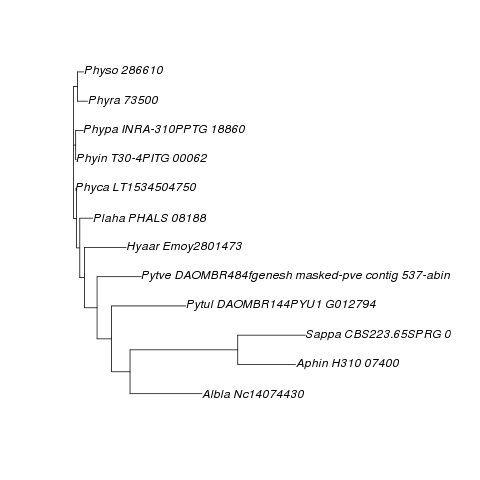 Physo 286610
Phyra 73500
Phypa INRA-310PPTG 18860
Phyin T30-4PITG 00062
Phyca LT1534504750
Plaha PHALS 08188
Hyaar Emoy2801473
Pytve DAOMBR484fgenesh masked-pve contig 537-abin
Pytul DAOMBR144PYU1 G012794
Sappa CBS223.65SPRG 0
Aphin H310 07400
Albla Nc14074430